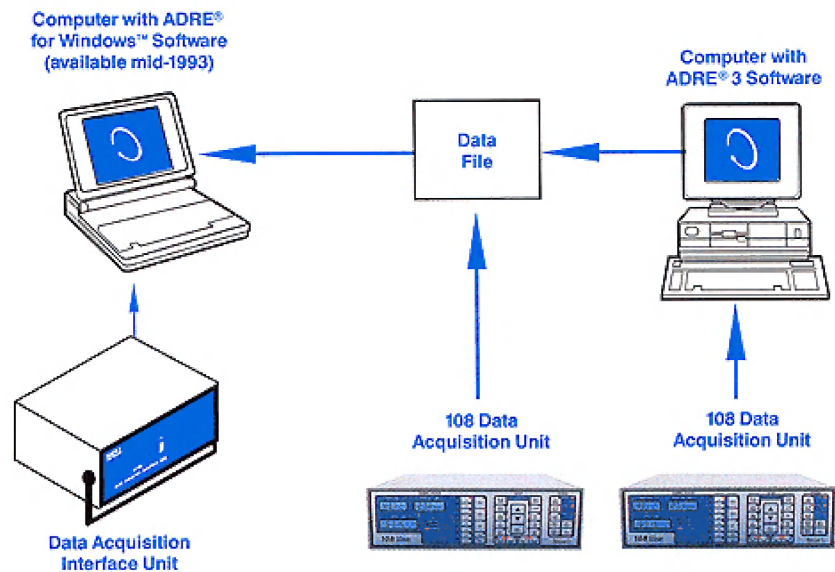 Computer with ADRE®
for Windows™ Software
(available mid-1993)
Computer with
ADRE® 3 Software
Data
File
108 Data
Acquisition Unit
108 Data
Acquisition Unit
Data Acquisition
Interface Unit